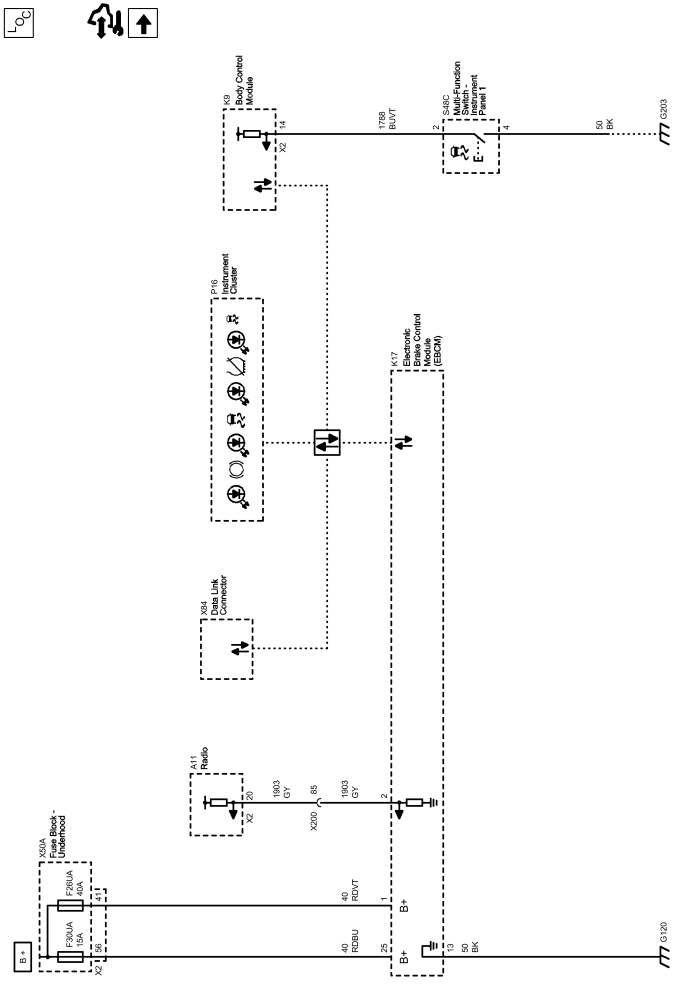 LOC
K9
Body Control
Module
14
X2
1788
BU/VT
2
S48C
Multi-Function
Switch -
Instrument
Panel 1
4
50
BK
G203
P16
Instrument
Cluster
K17
Electronic
Brake Control
Module
(EBCM)
X84
Data Link
Connector
A11
Radio
20
X2
1903
GY
85
X200
1903
GY
2
X50A
Fuse Block -
Underhood
F26UA
40A
41
F30UA
15A
56
X2
B +
40
RDVT
1
B+
40
RDBU
25
B+
13
50
BK
G120